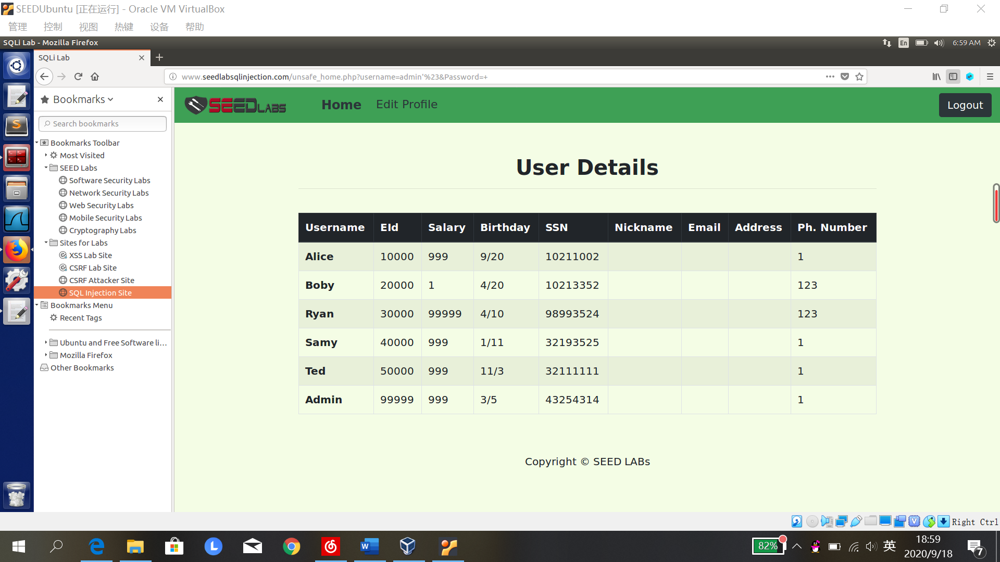 SEEDUbuntu [正在运行] - Oracle VM VirtualBox
管理 控制 视图 热键 设备 帮助
SQLi Lab - Mozilla Firefox
En
6:59 AM
SQLi Lab
www.seedlabsqlinjection.com/unsafe_home.php?username=admin'%23&Password=+
Bookmarks
Search bookmarks
Bookmarks Toolbar
Most Visited
SEED Labs
Software Security Labs
Network Security Labs
Web Security Labs
Mobile Security Labs
Cryptography Labs
Sites for Labs
XSS Lab Site
CSRF Lab Site
CSRF Attacker Site
SQL Injection Site
Bookmarks Menu
Recent Tags
Ubuntu and Free Software li...
Mozilla Firefox
Other Bookmarks
SEEDLABS
Home Edit Profile
Logout
User Details
Username EId Salary Birthday SSN Nickname Email Address Ph. Number
Alice 10000 999 9/20 10211002 1
Boby 20000 1 4/20 10213352 123
Ryan 30000 99999 4/10 98993524 123
Samy 40000 999 1/11 32193525 1
Ted 50000 999 11/3 32111111 1
Admin 99999 999 3/5 43254314 1
Copyright © SEED LABs
Right Ctrl
82%
英
18:59
2020/9/18
7